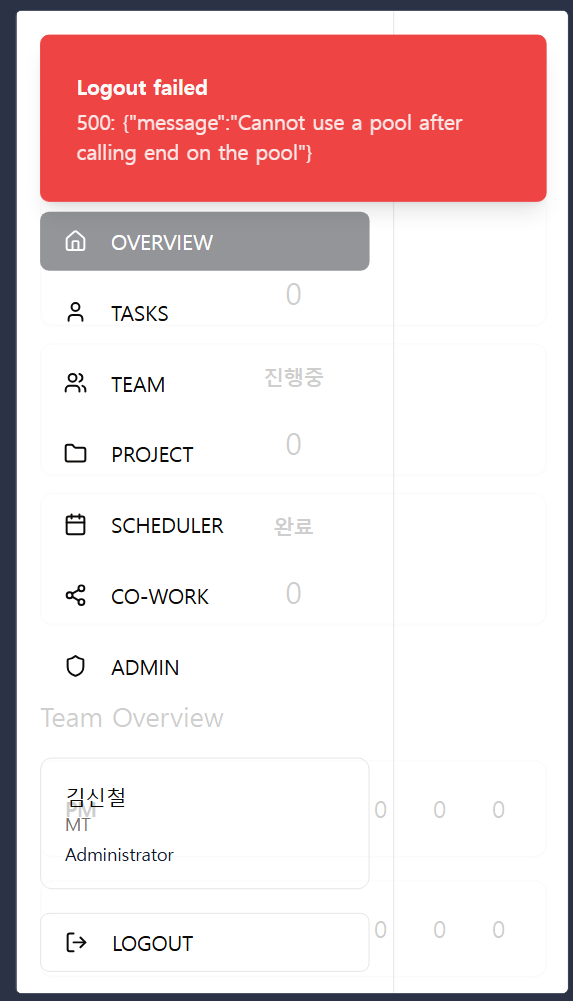 Logout failed
500: {"message":"Cannot use a pool after
calling end on the pool"}
OVERVIEW
0
TASKS
진행중
TEAM
0
PROJECT
완료
SCHEDULER
0
CO-WORK
ADMIN
Team Overview
김신철
PM
0 0 0
MT
Administrator
0 0 0
LOGOUT